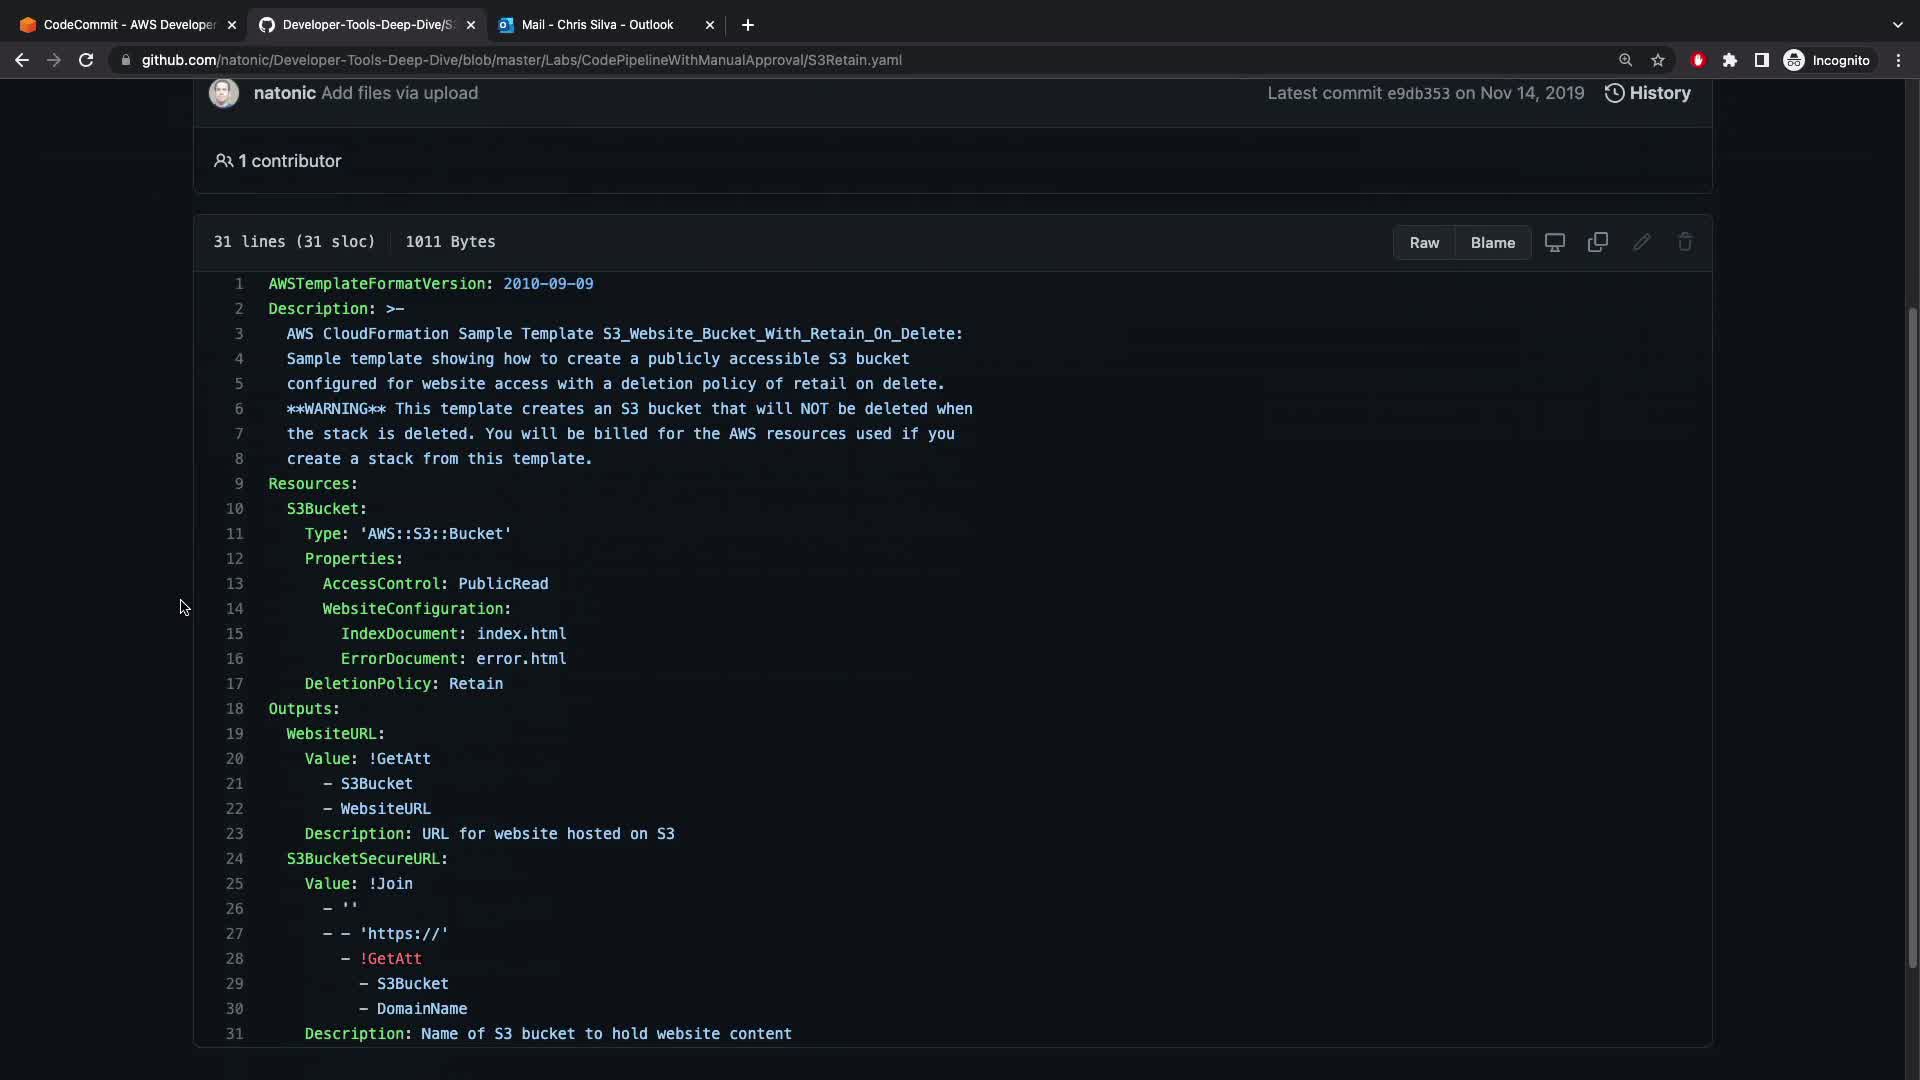 CodeCommit - AWS Developer
Developer-Tools-Deep-Dive/S3
Mail - Chris Silva - Outlook
github.com/natonic/Developer-Tools-Deep-Dive/blob/master/Labs/CodePipelineWithManualApproval/S3Retain.yaml
Incognito
natonic Add files via upload
Latest commit e9db353 on Nov 14, 2019
History
1 contributor
31 lines (31 sloc) 1011 Bytes
Raw Blame
1 AWSTemplateFormatVersion: 2010-09-09
2 Description: >-
3 AWS CloudFormation Sample Template S3_Website_Bucket_With_Retain_On_Delete:
4 Sample template showing how to create a publicly accessible S3 bucket
5 configured for website access with a deletion policy of retail on delete.
6 **WARNING** This template creates an S3 bucket that will NOT be deleted when
7 the stack is deleted. You will be billed for the AWS resources used if you
8 create a stack from this template.
9 Resources:
10 S3Bucket:
11 Type: 'AWS::S3::Bucket'
12 Properties:
13 AccessControl: PublicRead
14 WebsiteConfiguration:
15 IndexDocument: index.html
16 ErrorDocument: error.html
17 DeletionPolicy: Retain
18 Outputs:
19 WebsiteURL:
20 Value: !GetAtt
21 - S3Bucket
22 - WebsiteURL
23 Description: URL for website hosted on S3
24 S3BucketSecureURL:
25 Value: !Join
26 - ''
27 - - 'https://'
28 - !GetAtt
29 - S3Bucket
30 - DomainName
31 Description: Name of S3 bucket to hold website content